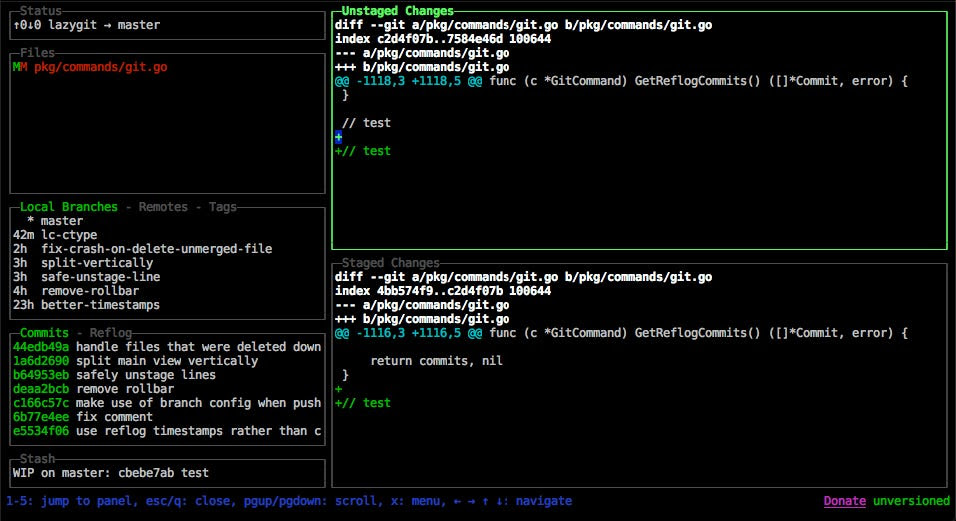 Status
↑0↓0 lazygit → master
Files
MM pkg/commands/git.go
Local Branches - Remotes - Tags
* master
42m lc-ctype
2h fix-crash-on-delete-unmerged-file
3h split-vertically
3h safe-unstage-line
4h remove-rollbar
23h better-timestamps
Commits - Reflog
44edb49a handle files that were deleted down
1a6d2690 split main view vertically
b64953eb safely unstage lines
deaa2bcb remove rollbar
c166c57c make use of branch config when push
6b77e4ee fix comment
e5534f06 use reflog timestamps rather than c
Stash
WIP on master: cbebe7ab test
Unstaged Changes
diff --git a/pkg/commands/git.go b/pkg/commands/git.go
index c2d4f07b..7584e46d 100644
--- a/pkg/commands/git.go
+++ b/pkg/commands/git.go
@@ -1118,3 +1118,5 @@ func (c *GitCommand) GetReflogCommits() ([]*Commit, error) {
}
// test
+
+// test
Staged Changes
diff --git a/pkg/commands/git.go b/pkg/commands/git.go
index 4bb574f9..c2d4f07b 100644
--- a/pkg/commands/git.go
+++ b/pkg/commands/git.go
@@ -1116,3 +1116,5 @@ func (c *GitCommand) GetReflogCommits() ([]*Commit, error) {
return commits, nil
}
+
+// test
1-5: jump to panel, esc/q: close, pgup/pgdown: scroll, x: menu, ← → ↑ ↓: navigate
Donate unversioned